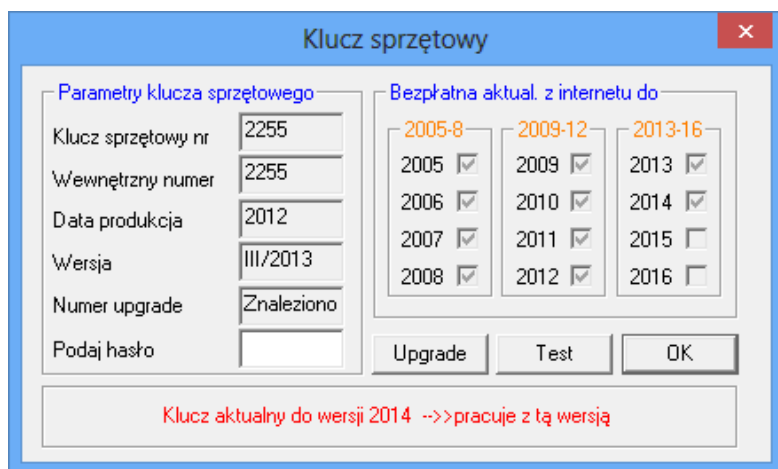 Klucz sprzętowy
Parametry klucza sprzętowego
Klucz sprzętowy nr 2255
Wewnętrzny numer 2255
Data produkcja 2012
Wersja III/2013
Numer upgrade Znaleziono
Podaj hasło
Bezpłatna aktual. z internetu do
2005-8 2009-12 2013-16
2005 2009 2013
2006 2010 2014
2007 2011 2015
2008 2012 2016
Upgrade Test OK
Klucz aktualny do wersji 2014 -->>pracuje z tą wersją